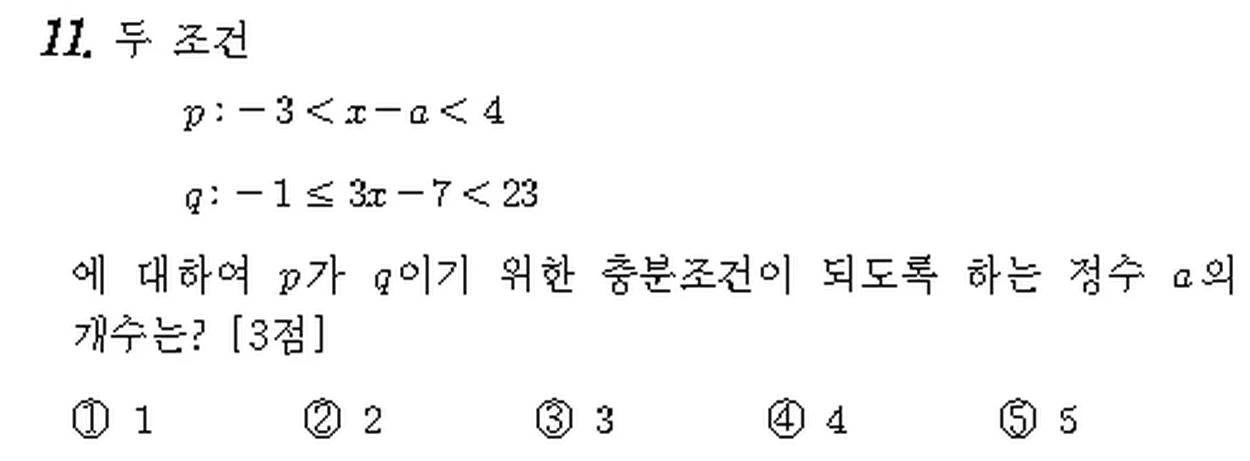 11. 두 조건
p : −3 < x − a < 4
q : −1 ≤ 3x − 7 < 23
에 대하여 p가 q이기 위한 충분조건이 되도록 하는 정수 a의
개수는? [3점]
① 1 ② 2 ③ 3 ④ 4 ⑤ 5